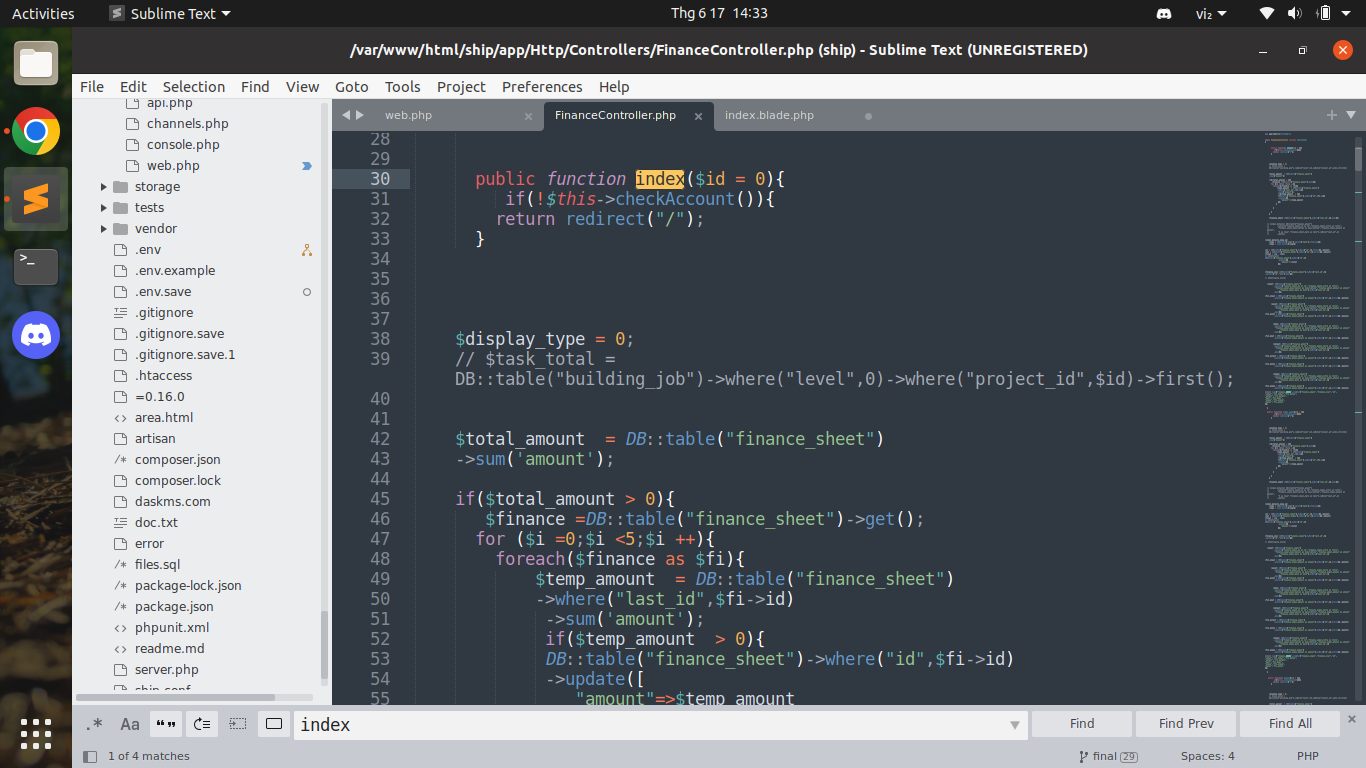 Activities Sublime Text Thg 6 17 14:33 vi₂
/var/www/html/ship/app/Http/Controllers/FinanceController.php (ship) - Sublime Text (UNREGISTERED)
File Edit Selection Find View Goto Tools Project Preferences Help
api.php
channels.php
console.php
web.php
storage
tests
vendor
.env
.env.example
.env.save
.gitignore
.gitignore.save
.gitignore.save.1
.htaccess
=0.16.0
area.html
artisan
composer.json
composer.lock
daskms.com
doc.txt
error
files.sql
package-lock.json
package.json
phpunit.xml
readme.md
server.php
ship.conf
web.php FinanceController.php index.blade.php
28
29
30 public function index($id = 0){
31 if(!$this->checkAccount()){
32 return redirect("/");
33 }
34
35
36
37
38 $display_type = 0;
39 // $task_total =
DB::table("building_job")->where("level",0)->where("project_id",$id)->first();
40
41
42 $total_amount  = DB::table("finance_sheet")
43 ->sum('amount');
44
45 if($total_amount > 0){
46 $finance =DB::table("finance_sheet")->get();
47 for ($i =0;$i <5;$i ++){
48 foreach($finance as $fi){
49 $temp_amount  = DB::table("finance_sheet")
50 ->where("last_id",$fi->id)
51 ->sum('amount');
52 if($temp_amount  > 0){
53 DB::table("finance_sheet")->where("id",$fi->id)
54 ->update([
55 "amount"=>$temp_amount
.* Aa “” index Find Find Prev Find All
1 of 4 matches final 29 Spaces: 4 PHP